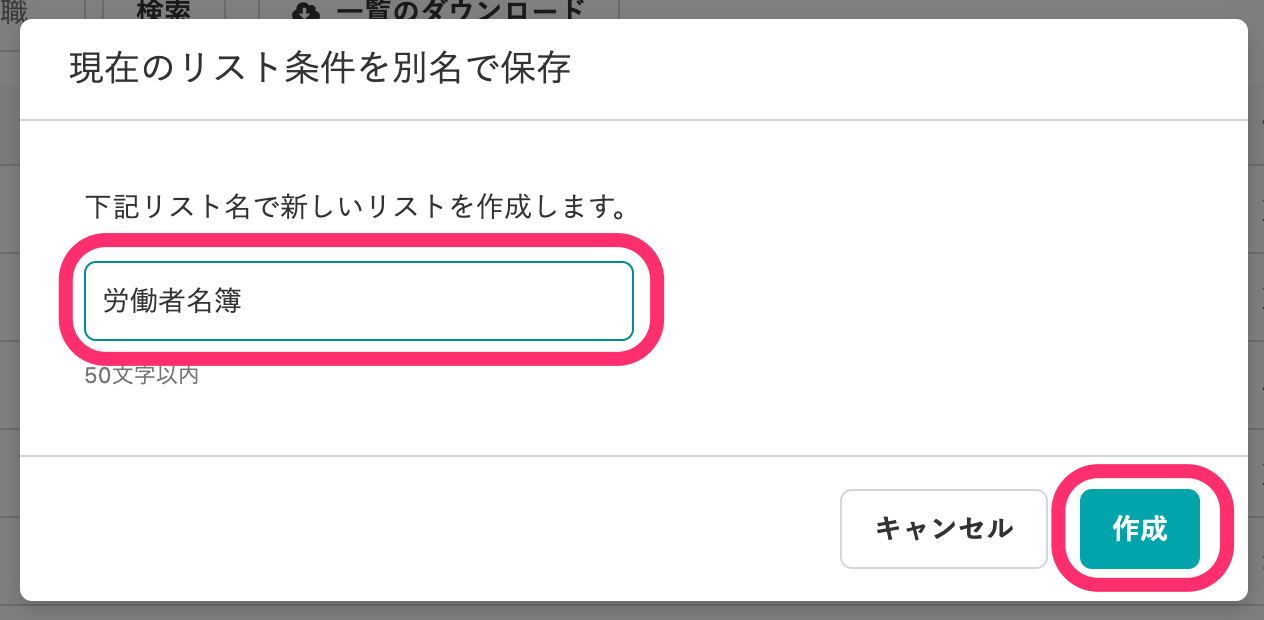 職 検索 一覧のダウンロード
現在のリスト条件を別名で保存
下記リスト名で新しいリストを作成します。
労働者名簿
50文字以内
キャンセル 作成